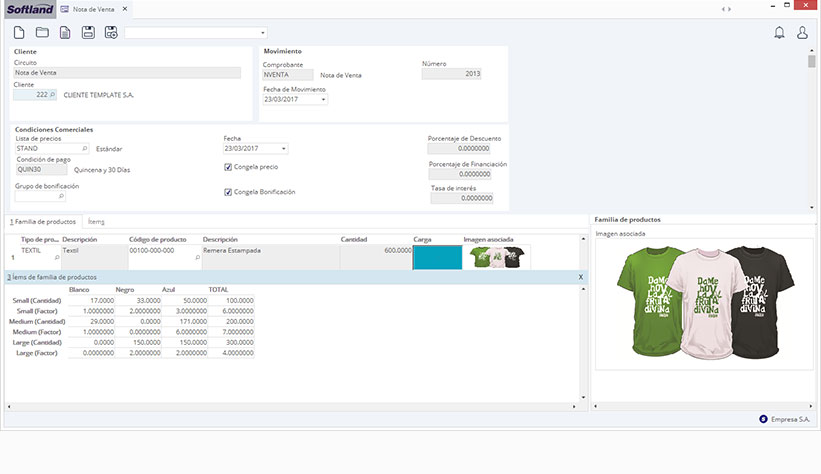 Softland
Nota de Venta X
Cliente
Circuito
Nota de Venta
Cliente
222 CLIENTE TEMPLATE S.A.
Movimiento
Comprobante Número
NVENTA Nota de Venta 2013
Fecha de Movimiento
23/03/2017
Condiciones Comerciales
Lista de precios Fecha Porcentaje de Descuento
STAND Estándar 23/03/2017 0.0000000
Condición de pago Congela precio Porcentaje de Financiación
QUIN30 Quincena y 30 Días 0.0000000
Grupo de bonificación Congela Bonificación Tasa de interés
0.0000000
1 Familia de productos Items
Tipo de pro... Descripción Código de producto Descripción Cantidad Carga Imagen asociada
1 TEXTIL Textil 00100-000-000 Remera Estampada 600.0000
3 Ítems de familia de productos X
Blanco Negro Azul TOTAL
Small (Cantidad) 17.0000 33.0000 50.0000 100.0000
Small (Factor) 1.0000000 2.0000000 3.0000000 6.0000000
Medium (Cantidad) 29.0000 0.0000 171.0000 200.0000
Medium (Factor) 1.0000000 0.0000000 6.0000000 7.0000000
Large (Cantidad) 0.0000 150.0000 150.0000 300.0000
Large (Factor) 0.0000000 2.0000000 2.0000000 4.0000000
Familia de productos
Imagen asociada
Dame
hoy
la
fruta
divina
Dame
hoy
la
fruta
divina
Dame
hoy
la
fruta
divina
Empresa S.A.